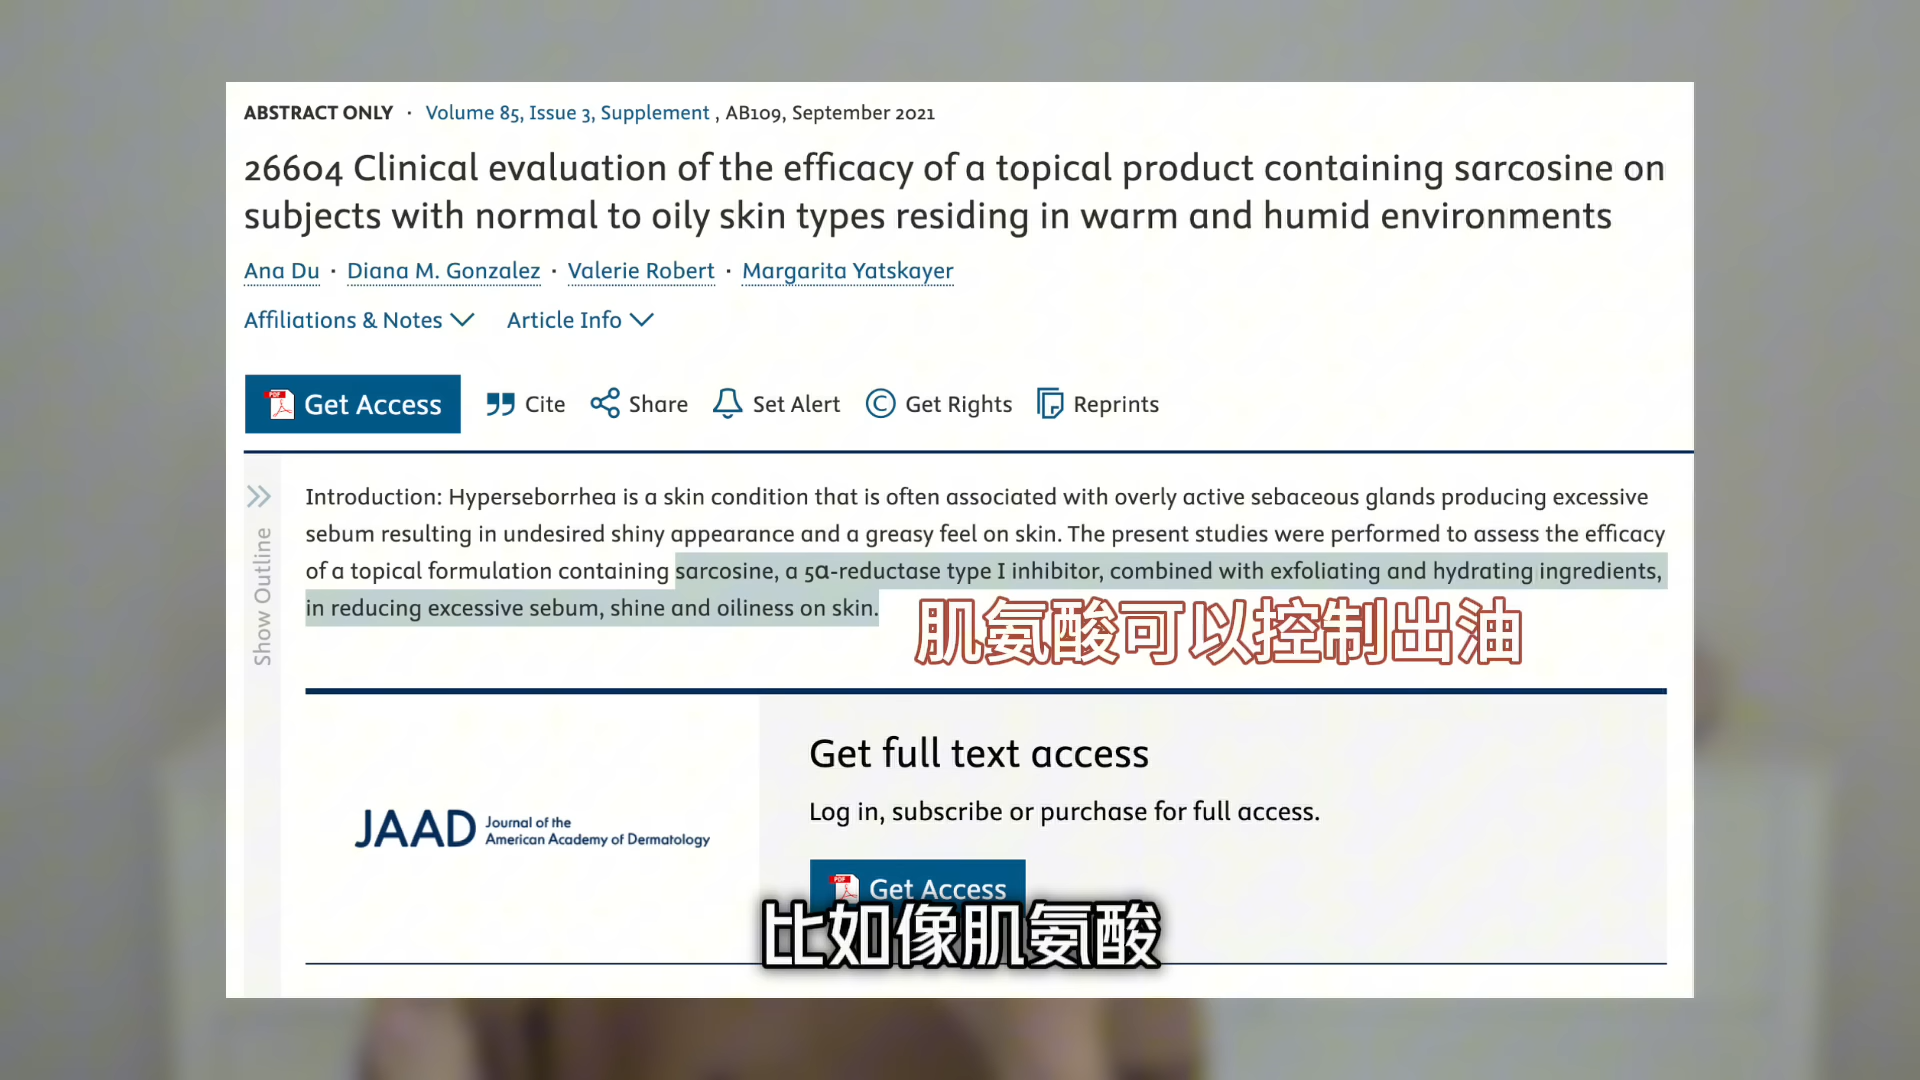 ABSTRACT ONLY · Volume 85, Issue 3, Supplement , AB109, September 2021
26604 Clinical evaluation of the efficacy of a topical product containing sarcosine on
subjects with normal to oily skin types residing in warm and humid environments
Ana Du · Diana M. Gonzalez · Valerie Robert · Margarita Yatskayer
Affiliations & Notes Article Info
PDF Get Access Cite Share Set Alert © Get Rights Reprints
Show Outline
Introduction: Hyperseborrhea is a skin condition that is often associated with overly active sebaceous glands producing excessive
sebum resulting in undesired shiny appearance and a greasy feel on skin. The present studies were performed to assess the efficacy
of a topical formulation containing sarcosine, a 5α-reductase type I inhibitor, combined with exfoliating and hydrating ingredients,
in reducing excessive sebum, shine and oiliness on skin.
肌氨酸可以控制出油
JAAD Journal of the
American Academy of Dermatology
Get full text access
Log in, subscribe or purchase for full access.
PDF Get Access
比如像肌氨酸